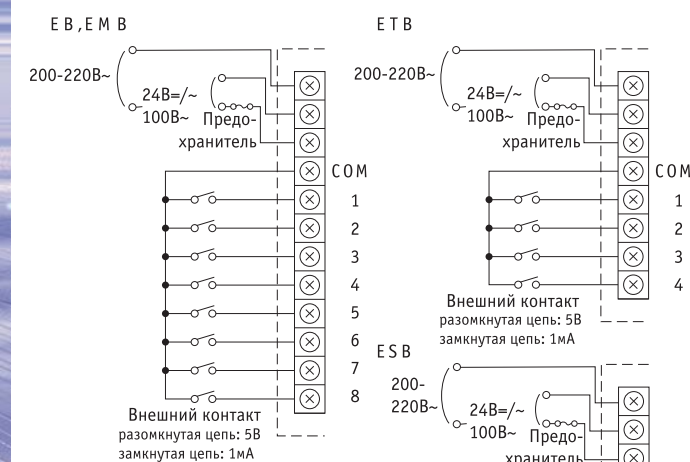 EB,EMB
200-220В~
24В=/~
100В~
Предо-
хранитель
COM
1
2
3
4
5
6
7
8
Внешний контакт
разомкнутая цепь: 5В
замкнутая цепь: 1мА
ETB
200-220В~
24В=/~
100В~
Предо-
хранитель
COM
1
2
3
4
Внешний контакт
разомкнутая цепь: 5В
замкнутая цепь: 1мА
ESB
200-
220В~
24В=/~
100В~
Предо-
хранитель